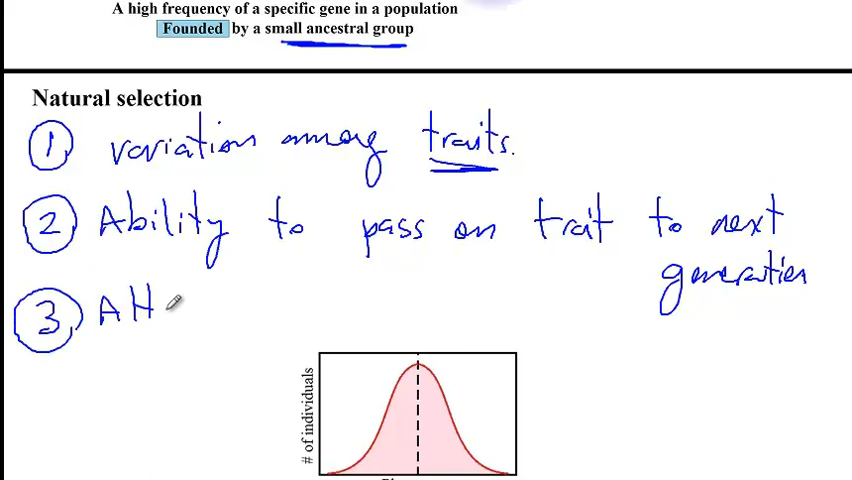 A high frequency of a specific gene in a population
Founded by a small ancestral group
Natural selection
1 variation among traits.
2 Ability to pass on trait to next
generation
3 AH
# of individuals